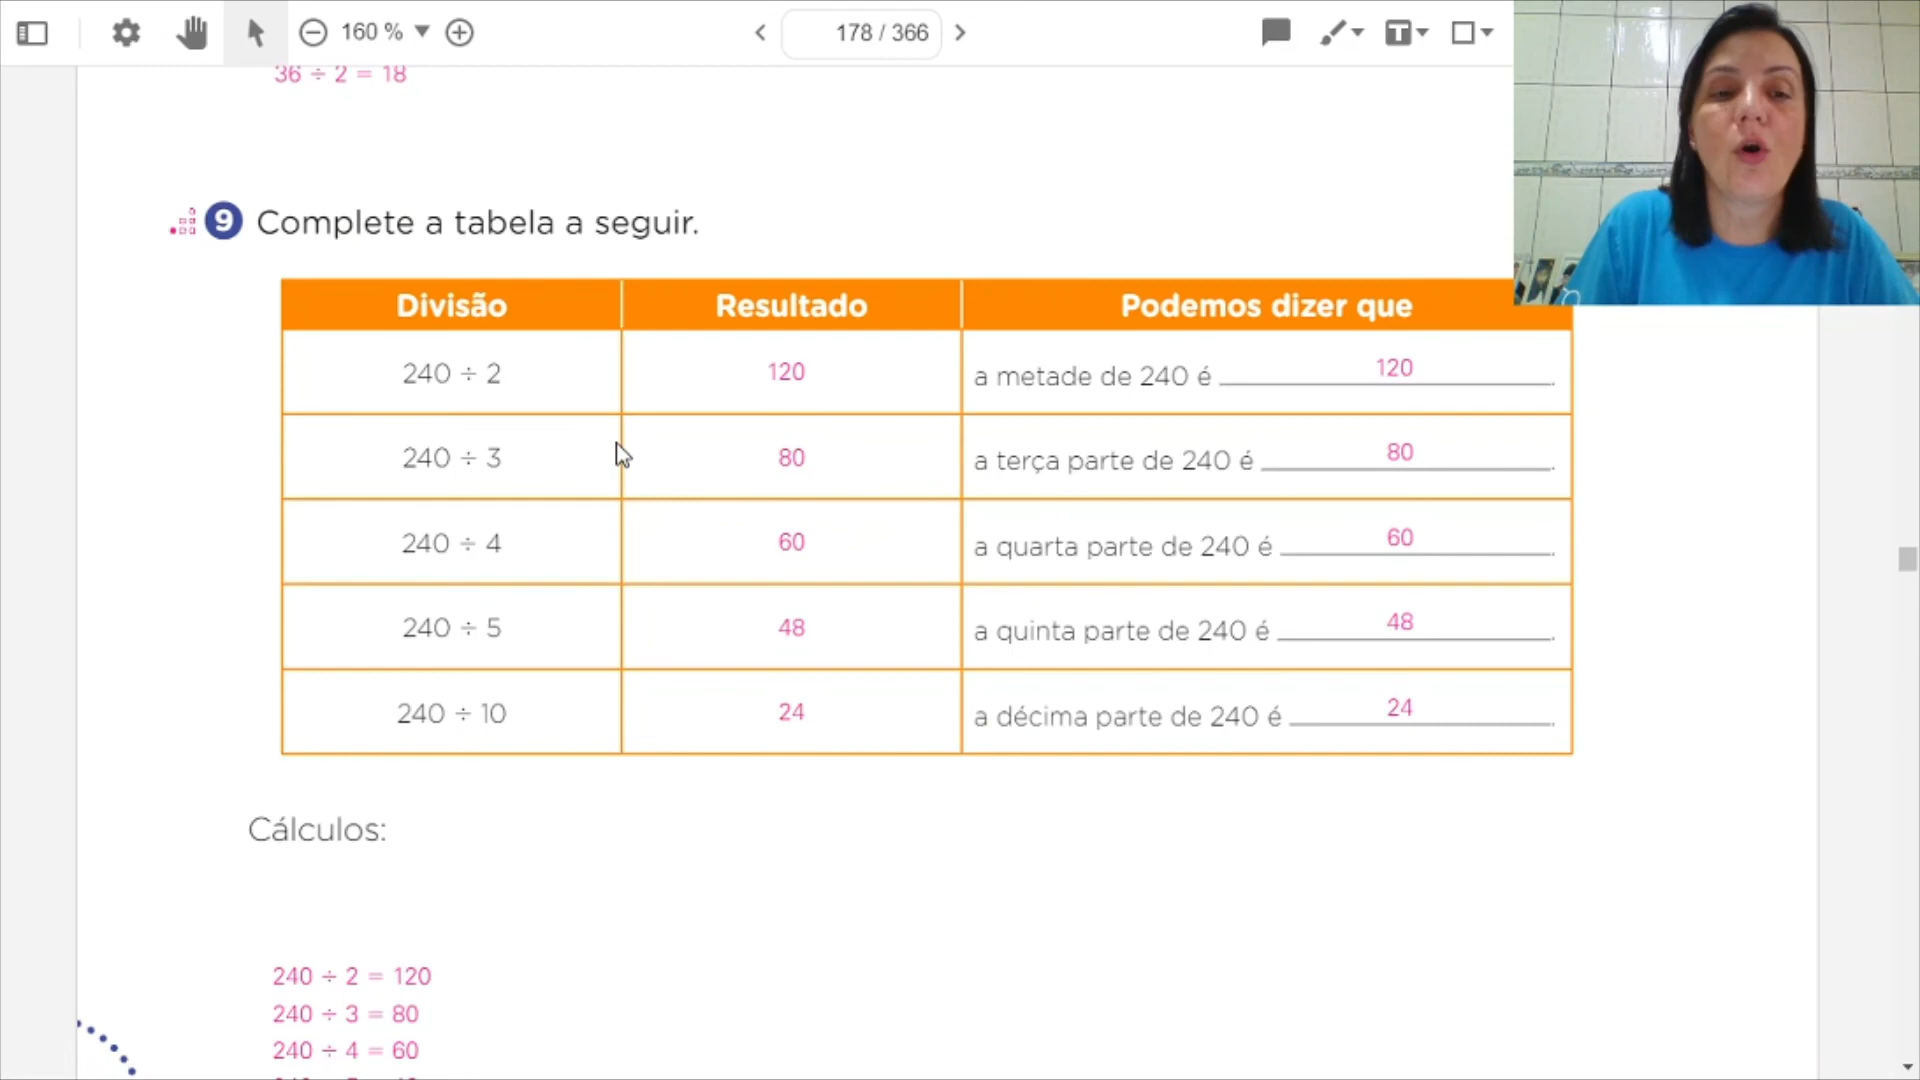 160 %
178 / 366
36 ÷ 2 = 18
9 Complete a tabela a seguir.
Divisão Resultado Podemos dizer que
240 ÷ 2 120 a metade de 240 é 120.
240 ÷ 3 80 a terça parte de 240 é 80.
240 ÷ 4 60 a quarta parte de 240 é 60.
240 ÷ 5 48 a quinta parte de 240 é 48.
240 ÷ 10 24 a décima parte de 240 é 24.
Cálculos:
240 ÷ 2 = 120
240 ÷ 3 = 80
240 ÷ 4 = 60